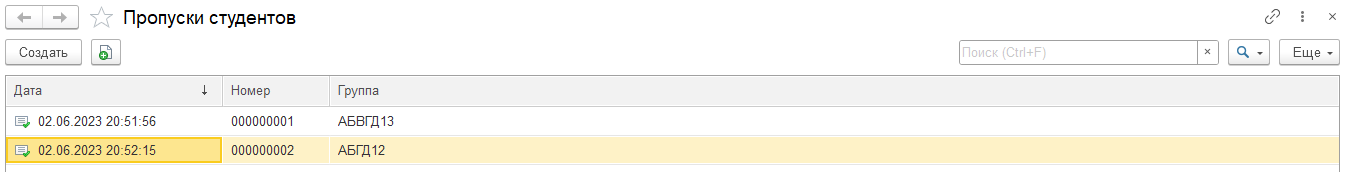 Пропуски студентов
Создать
Поиск (Ctrl+F)
Еще
Дата Номер Группа
02.06.2023 20:51:56 000000001 АБВГД13
02.06.2023 20:52:15 000000002 АБГД12